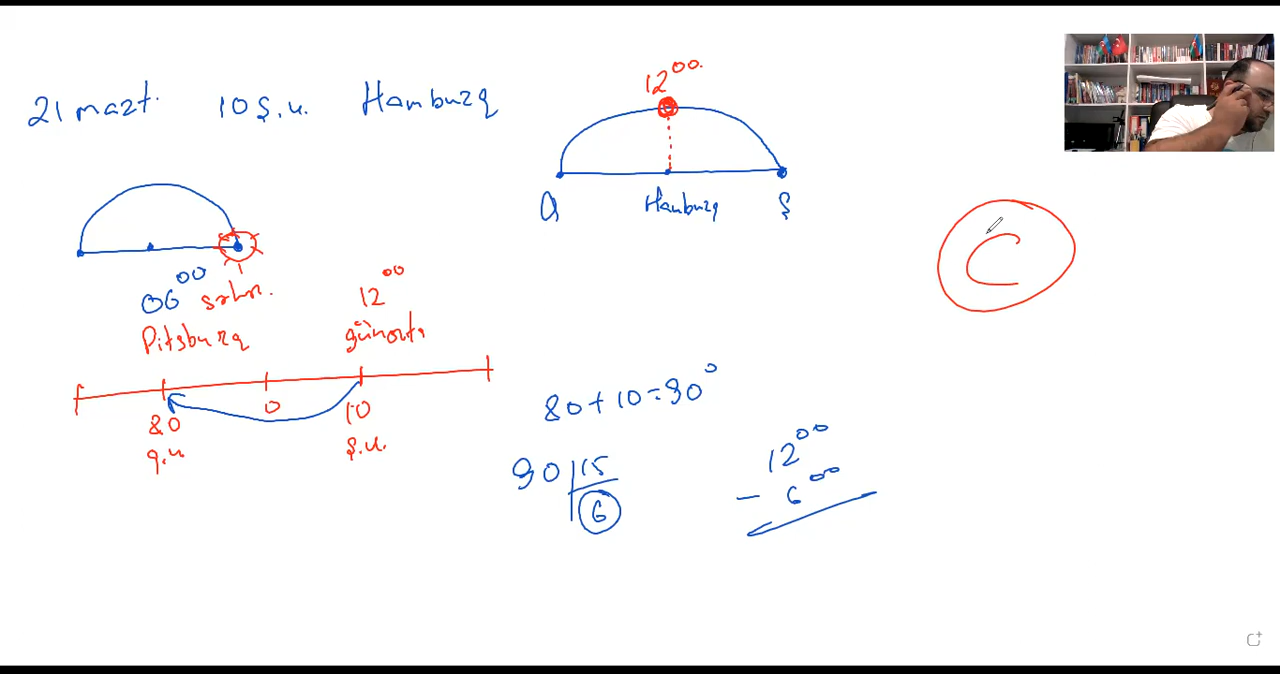 21 mart. 10 ş.u. Hamburq
12⁰⁰
Q Hamburq Ş
06⁰⁰ səhər. 12⁰⁰
Pitsburq günorta
80 0 10
q.u ş.u.
80 + 10 = 90°
90 | 15
6
12⁰⁰
- 6⁰⁰
C